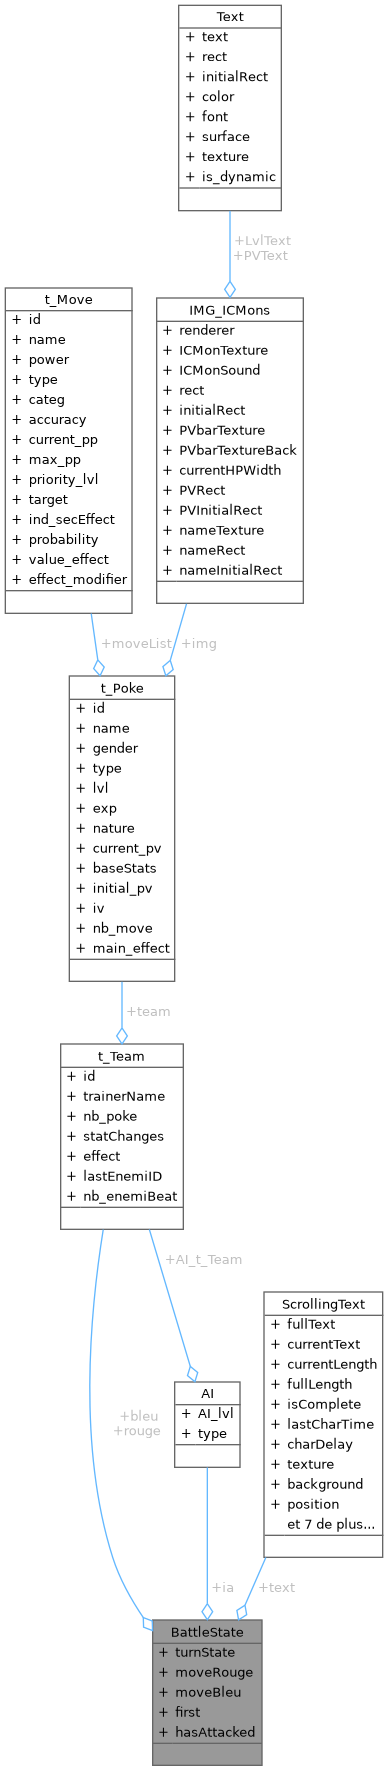 Text
+ text
+ rect
+ initialRect
+ color
+ font
+ surface
+ texture
+ is_dynamic
+LvlText
+PVText
t_Move
+ id
+ name
+ power
+ type
+ categ
+ accuracy
+ current_pp
+ max_pp
+ priority_lvl
+ target
+ ind_secEffect
+ probability
+ value_effect
+ effect_modifier
IMG_ICMons
+ renderer
+ ICMonTexture
+ ICMonSound
+ rect
+ initialRect
+ PVbarTexture
+ PVbarTextureBack
+ currentHPWidth
+ PVRect
+ PVInitialRect
+ nameTexture
+ nameRect
+ nameInitialRect
+moveList
+img
t_Poke
+ id
+ name
+ gender
+ type
+ lvl
+ exp
+ nature
+ current_pv
+ baseStats
+ initial_pv
+ iv
+ nb_move
+ main_effect
+team
t_Team
+ id
+ trainerName
+ nb_poke
+ statChanges
+ effect
+ lastEnemiID
+ nb_enemiBeat
+AI_t_Team
ScrollingText
+ fullText
+ currentText
+ currentLength
+ fullLength
+ isComplete
+ lastCharTime
+ charDelay
+ texture
+ background
+ position
et 7 de plus...
AI
+ AI_lvl
+ type
+bleu
+rouge
+ia
+text
BattleState
+ turnState
+ moveRouge
+ moveBleu
+ first
+ hasAttacked